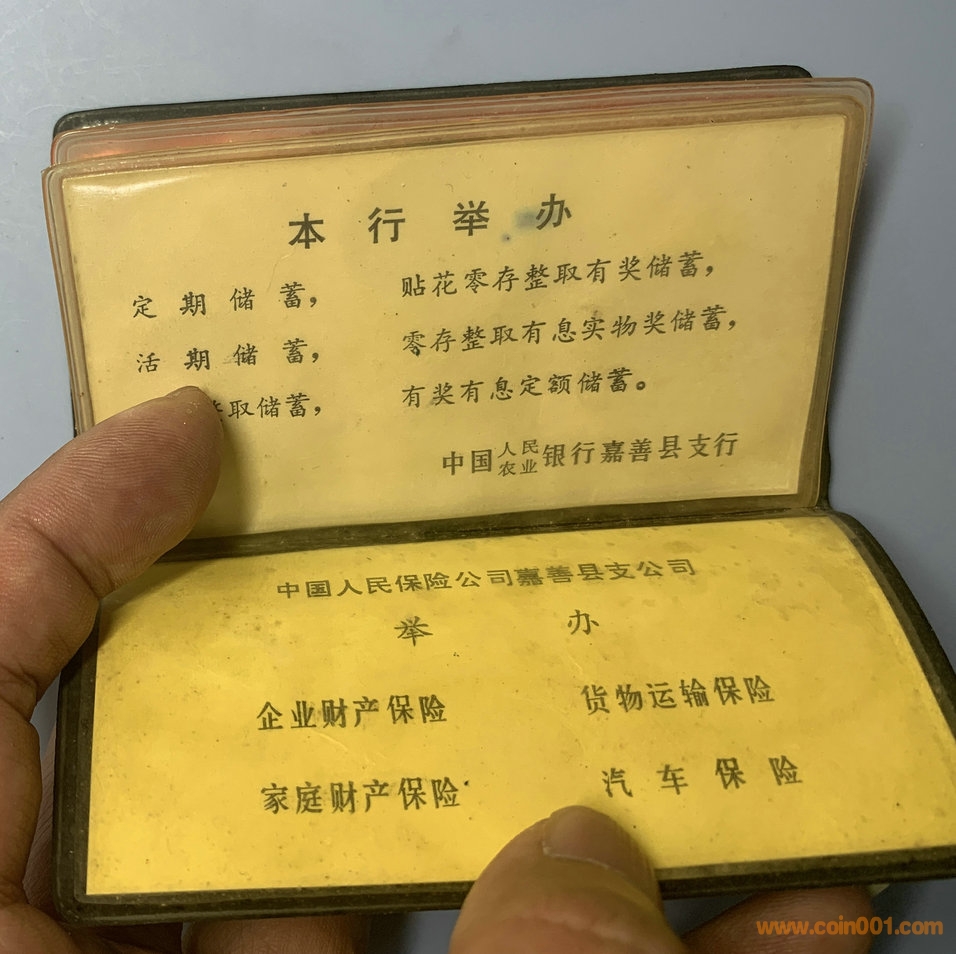 本行举办
定期储蓄， 贴花零存整取有奖储蓄，
活期储蓄， 零存整取有息实物奖储蓄，
取储蓄， 有奖有息定额储蓄。
中国人民农业银行嘉善县支行
中国人民保险公司嘉善县支公司
举办
企业财产保险 货物运输保险
家庭财产保险 汽车保险
www.coin001.com